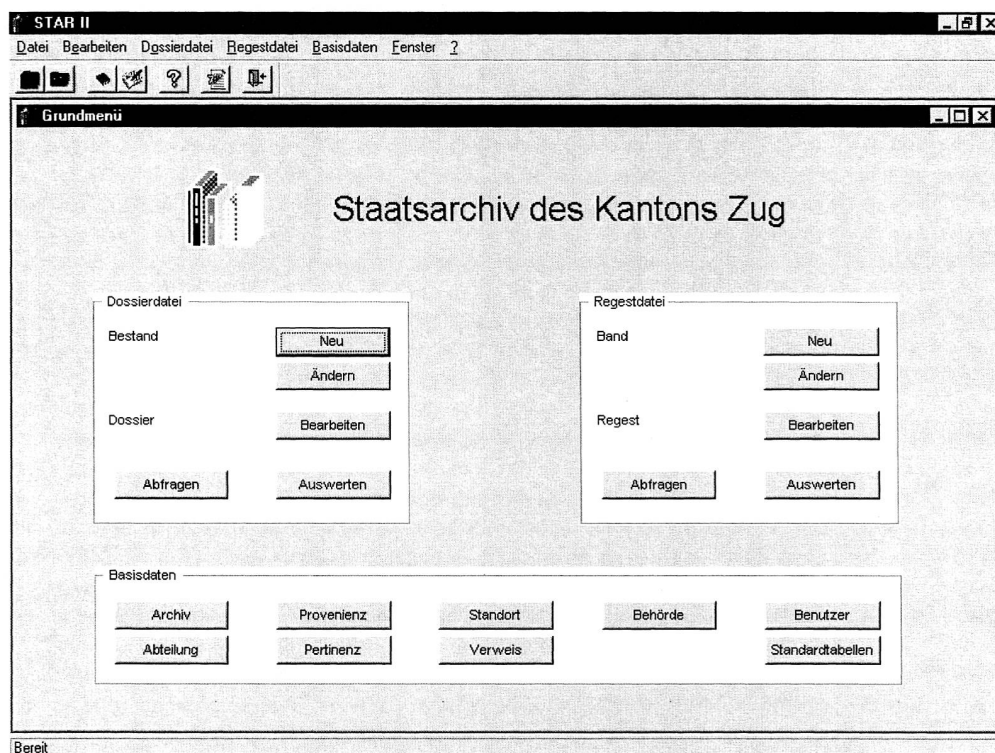 STAR II
Datei Bearbeiten Dossierdatei Regestdatei Basisdaten Fenster ?
Grundmenü
Staatsarchiv des Kantons Zug
Dossierdatei
Bestand Neu
Ändern
Dossier Bearbeiten
Abfragen Auswerten
Regestdatei
Band Neu
Ändern
Regest Bearbeiten
Abfragen Auswerten
Basisdaten
Archiv Provenienz Standort Behörde Benutzer
Abteilung Pertinenz Verweis Standardtabellen
Bereit